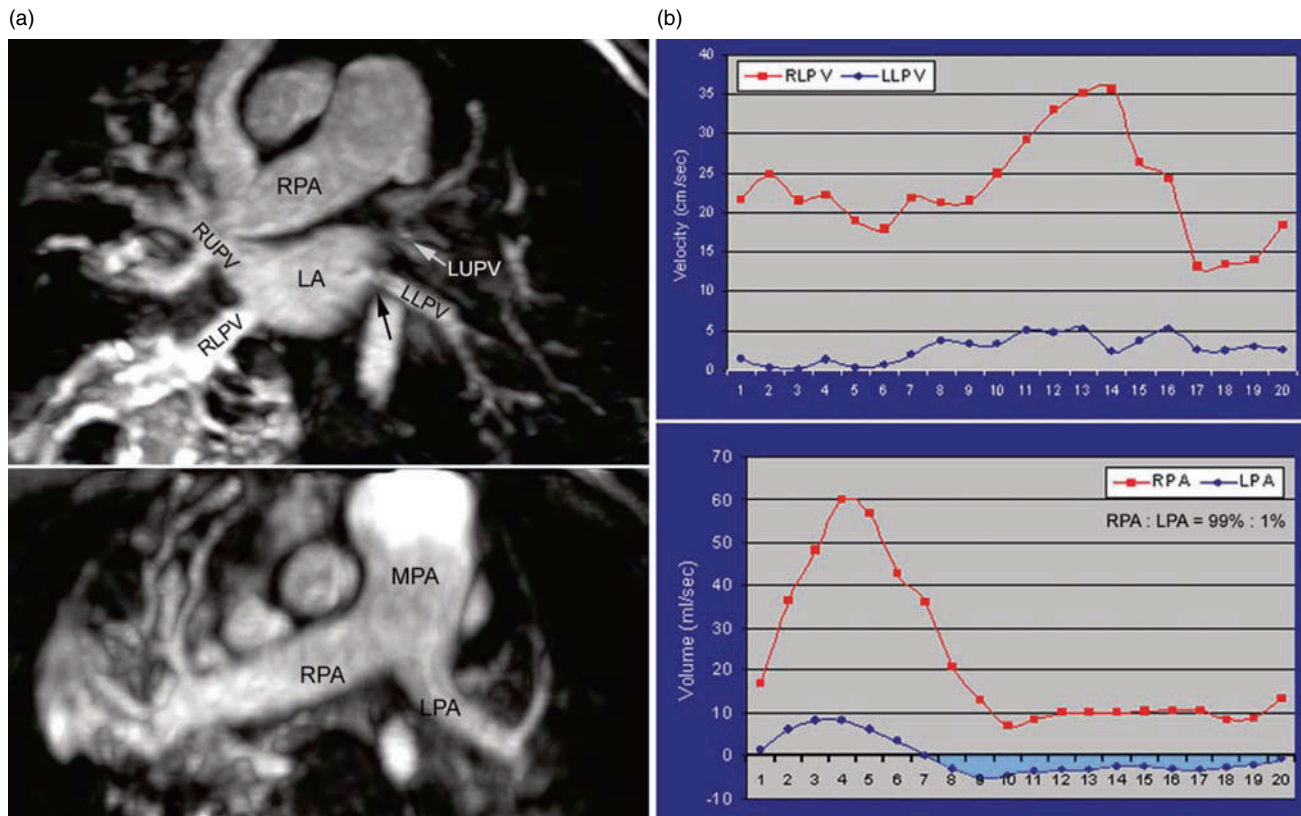 (a)
RPA
RUPV
LA
LUPV
LLPV
RLPV
MPA
RPA
LPA
(b)
40
35
30
25
20
15
10
5
0
Velocity (cm/sec)
RLPV LLPV
1 2 3 4 5 6 7 8 9 10 11 12 13 14 15 16 17 18 19 20
70
60
50
40
30
20
10
0
-10
Volume (ml/sec)
RPA LPA
RPA : LPA = 99% : 1%
1 2 3 4 5 6 7 8 9 10 11 12 13 14 15 16 17 18 19 20